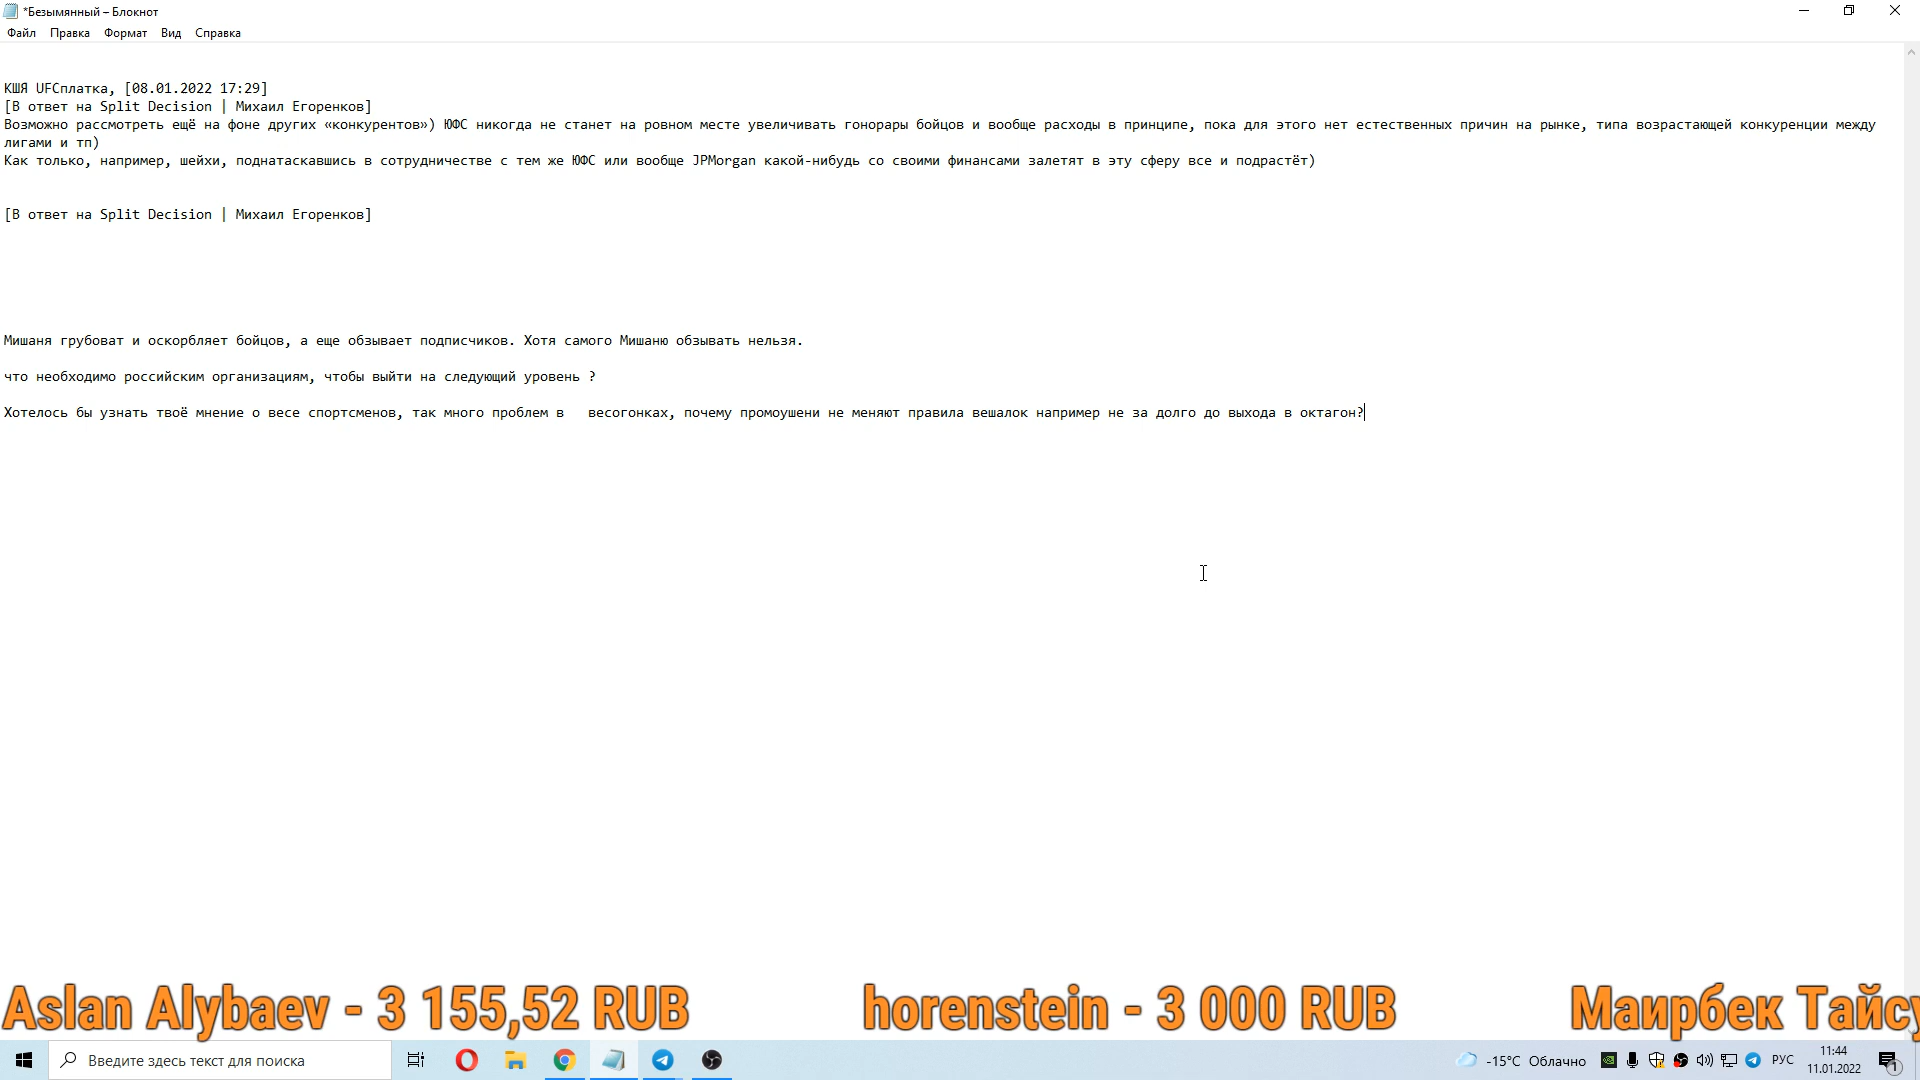 *Безымянный – Блокнот
Файл Правка Формат Вид Справка
КШЯ UFCплатка, [08.01.2022 17:29]
[В ответ на Split Decision | Михаил Егоренков]
Возможно рассмотреть ещё на фоне других «конкурентов») ЮФС никогда не станет на ровном месте увеличивать гонорары бойцов и вообще расходы в принципе, пока для этого нет естественных причин на рынке, типа возрастающей конкуренции между
лигами и тп)
Как только, например, шейхи, поднатаскавшись в сотрудничестве с тем же ЮФС или вообще JPMorgan какой-нибудь со своими финансами залетят в эту сферу все и подрастёт)
[В ответ на Split Decision | Михаил Егоренков]
Мишаня грубоват и оскорбляет бойцов, а еще обзывает подписчиков. Хотя самого Мишаню обзывать нельзя.
что необходимо российским организациям, чтобы выйти на следующий уровень ?
Хотелось бы узнать твоё мнение о весе спортсменов, так много проблем в весогонках, почему промоушени не меняют правила вешалок например не за долго до выхода в октагон?
Aslan Alybaev - 3 155,52 RUB horenstein - 3 000 RUB Маирбек
Введите здесь текст для поиска
-15°C Облачно РУС 11:44
11.01.2022
1